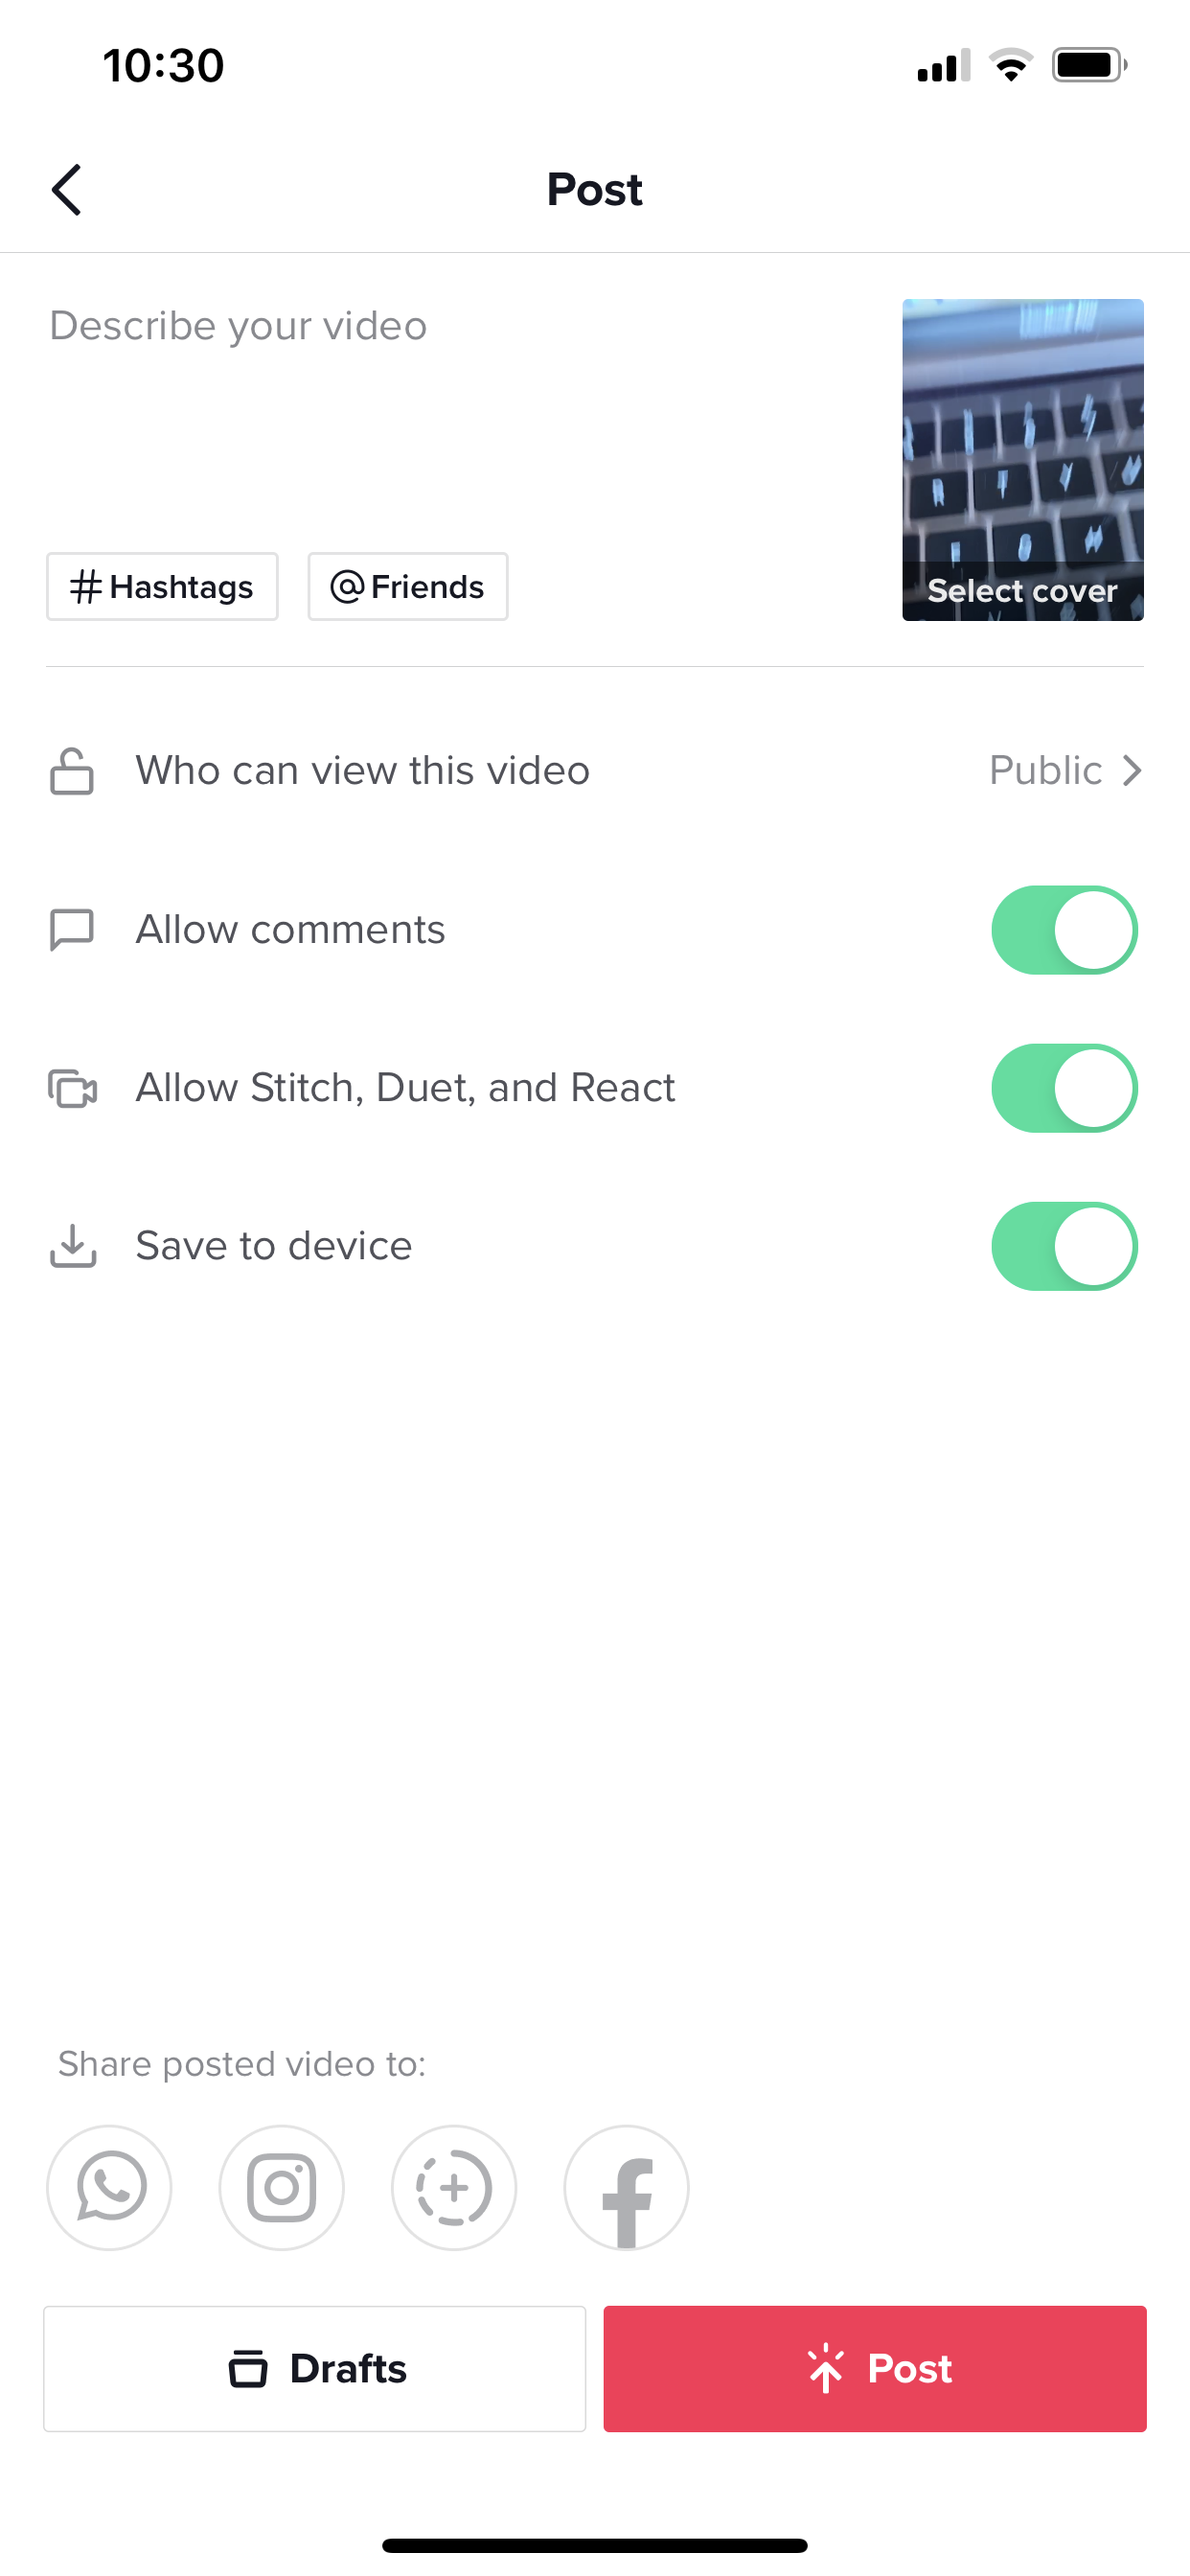 10:30
Post
Describe your video
#Hashtags @Friends
Select cover
Who can view this video Public
Allow comments
Allow Stitch, Duet, and React
Save to device
Share posted video to:
Drafts Post